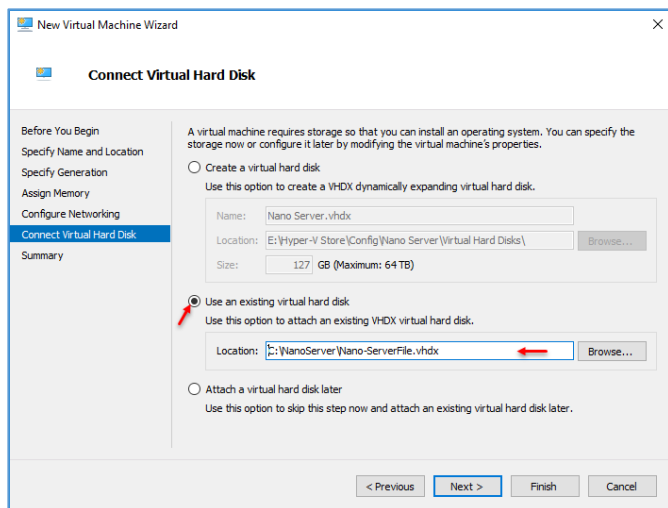 New Virtual Machine Wizard
Connect Virtual Hard Disk
Before You Begin
Specify Name and Location
Specify Generation
Assign Memory
Configure Networking
Connect Virtual Hard Disk
Summary
A virtual machine requires storage so that you can install an operating system. You can specify the
storage now or configure it later by modifying the virtual machine's properties.
Create a virtual hard disk
Use this option to create a VHDX dynamically expanding virtual hard disk.
Name: Nano Server.vhdx
Location: E:\Hyper-V Store\Config\Nano Server\Virtual Hard Disks\ Browse...
Size: 127 GB (Maximum: 64 TB)
Use an existing virtual hard disk
Use this option to attach an existing VHDX virtual hard disk.
Location: C:\NanoServer\Nano-ServerFile.vhdx Browse...
Attach a virtual hard disk later
Use this option to skip this step now and attach an existing virtual hard disk later.
< Previous Next > Finish Cancel